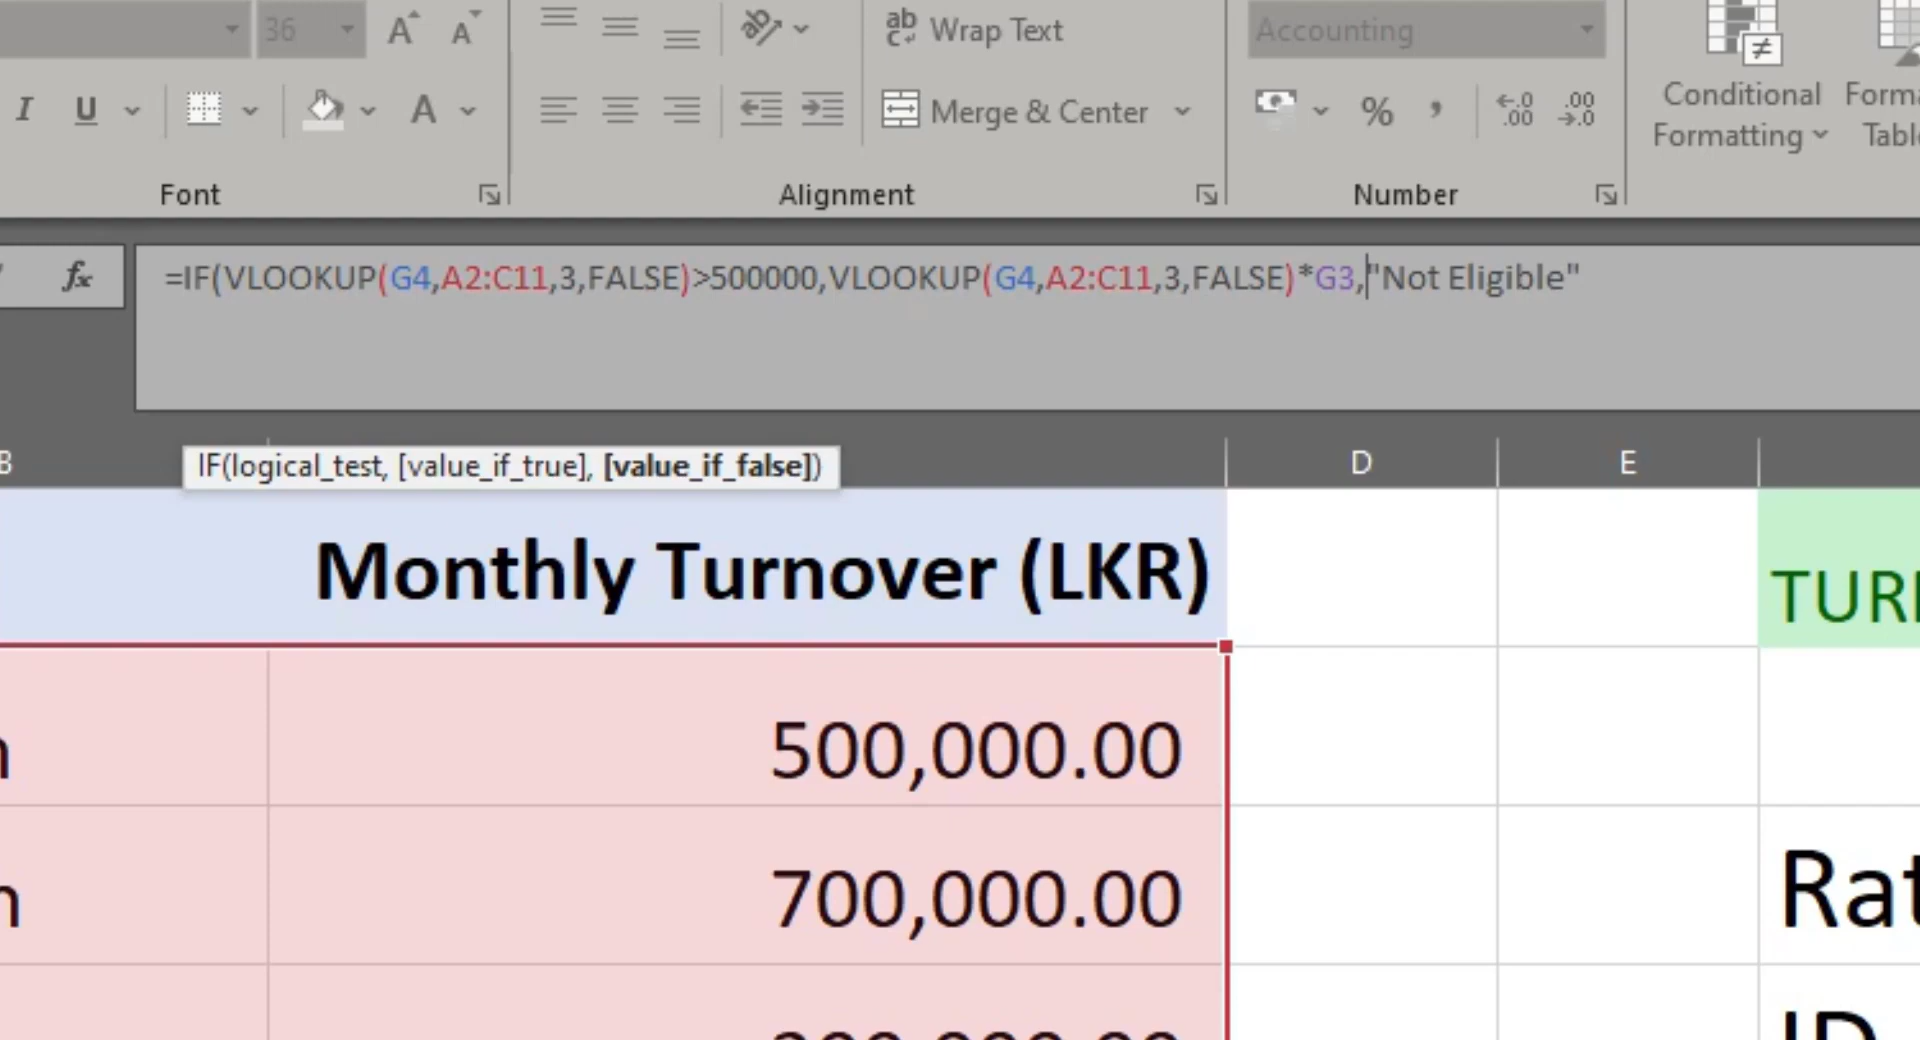 36
Wrap Text
Accounting
Merge & Center
Conditional
Formatting
Font
Alignment
Number
fx
=IF(VLOOKUP(G4,A2:C11,3,FALSE)>500000,VLOOKUP(G4,A2:C11,3,FALSE)*G3,"Not Eligible"
IF(logical_test, [value_if_true], [value_if_false])
B D E
Monthly Turnover (LKR)
500,000.00
700,000.00
ID